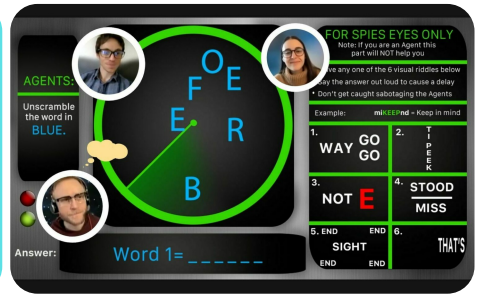 AGENTS:
Unscramble
the word in
BLUE.
O
F
E
E
R
B
Answer:
Word 1= _ _ _ _ _ _
FOR SPIES EYES ONLY
Note: If you are an Agent this
part will NOT help you
any one of the 6 visual riddles below
the answer out loud to cause a delay
• Don't get caught sabotaging the Agents
Example: miKEEPnd – Keep in mind
1. WAY GO
GO
2. T
I
P
E
E
K
3. NOT E
4. STOOD
MISS
5. END END
SIGHT
END END
6. THAT'S